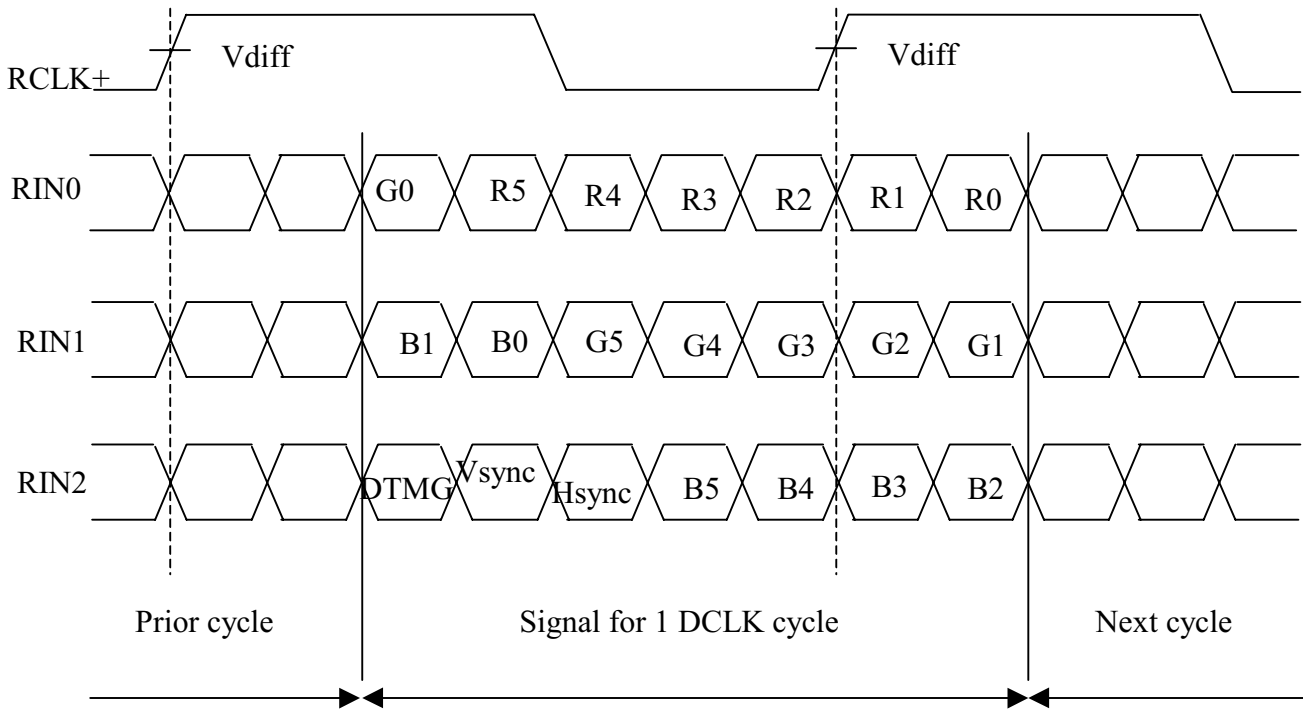 Vdiff Vdiff
RCLK+
RIN0 G0 R5 R4 R3 R2 R1 R0
RIN1 B1 B0 G5 G4 G3 G2 G1
RIN2 DTMG Vsync Hsync B5 B4 B3 B2
Prior cycle Signal for 1 DCLK cycle Next cycle